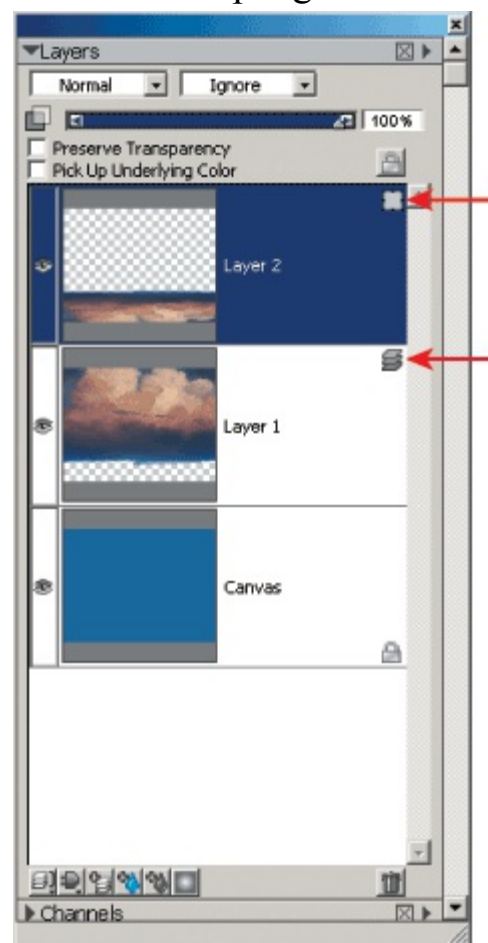 Layers
Normal Ignore
100%
Preserve Transparency
Pick Up Underlying Color
Layer 2
Layer 1
Canvas
Channels